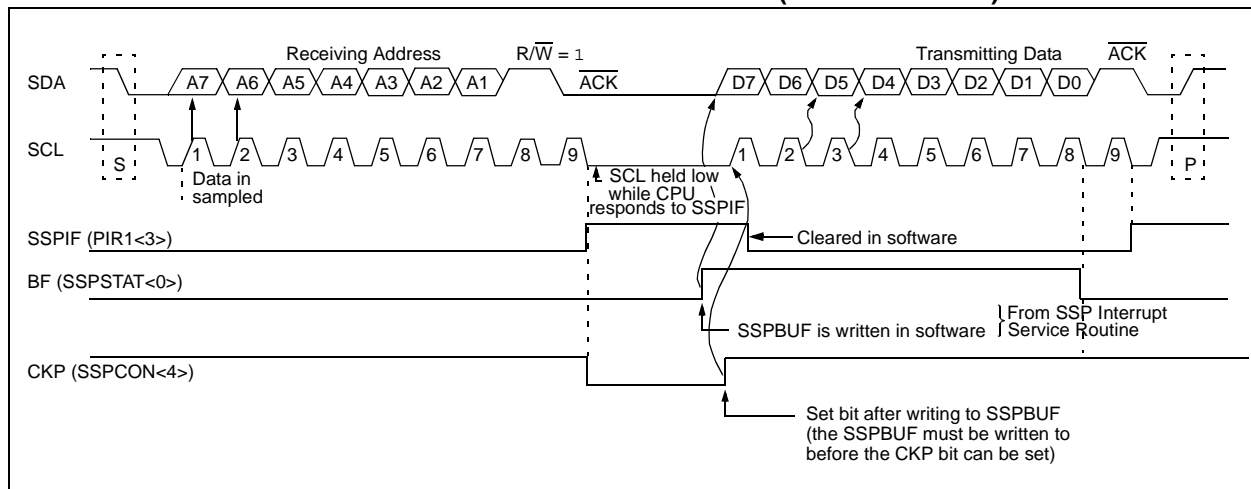 Receiving Address
R/W = 1
Transmitting Data
ACK
SDA
A7 A6 A5 A4 A3 A2 A1
ACK
D7 D6 D5 D4 D3 D2 D1 D0
SCL
S
1 2 3 4 5 6 7 8 9
1 2 3 4 5 6 7 8 9
P
Data in
sampled
SCL held low
while CPU
responds to SSPIF
SSPIF (PIR1<3>)
Cleared in software
BF (SSPSTAT<0>)
SSPBUF is written in software
From SSP Interrupt
Service Routine
CKP (SSPCON<4>)
Set bit after writing to SSPBUF
(the SSPBUF must be written to
before the CKP bit can be set)